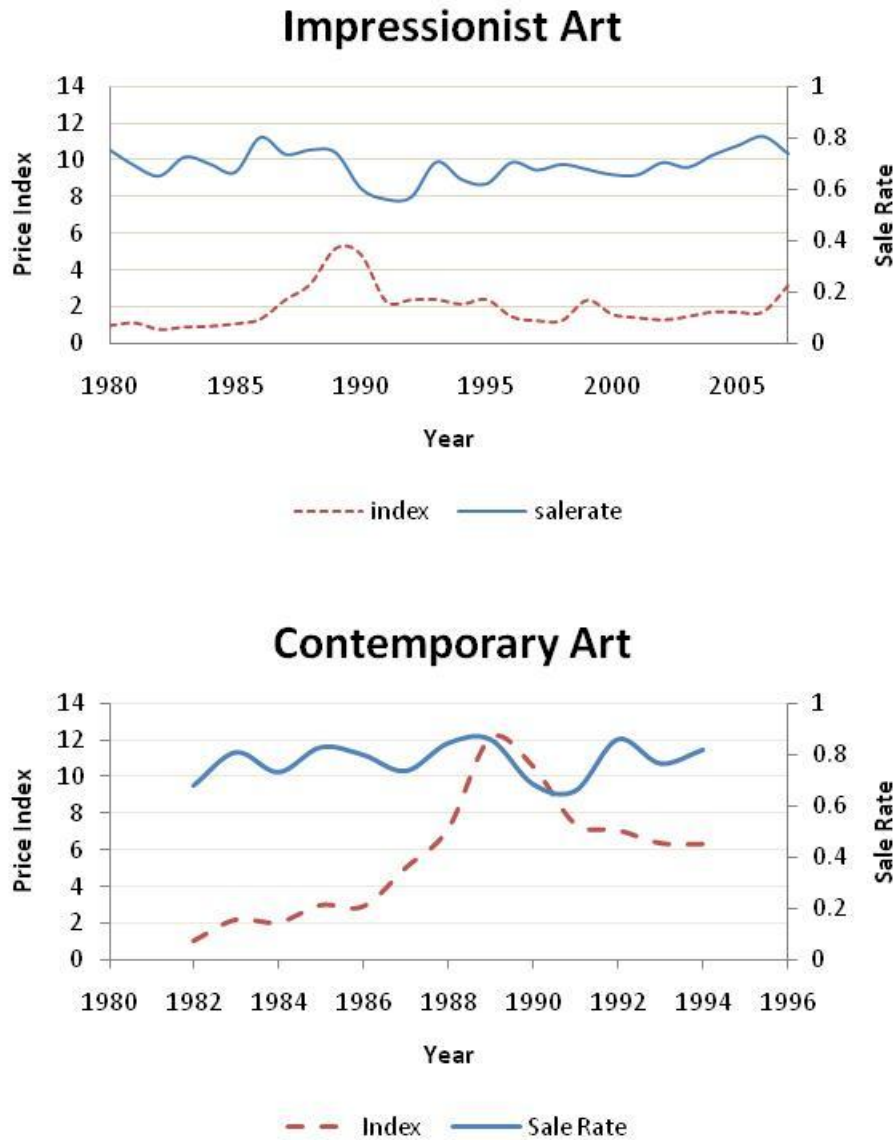 Impressionist Art
14
12
10
8
6
4
2
0
Price Index
1
0.8
0.6
0.4
0.2
0
Sale Rate
1980 1985 1990 1995 2000 2005
Year
index salerate
Contemporary Art
14
12
10
8
6
4
2
0
Price Index
1
0.8
0.6
0.4
0.2
0
Sale Rate
1980 1982 1984 1986 1988 1990 1992 1994 1996
Year
Index Sale Rate